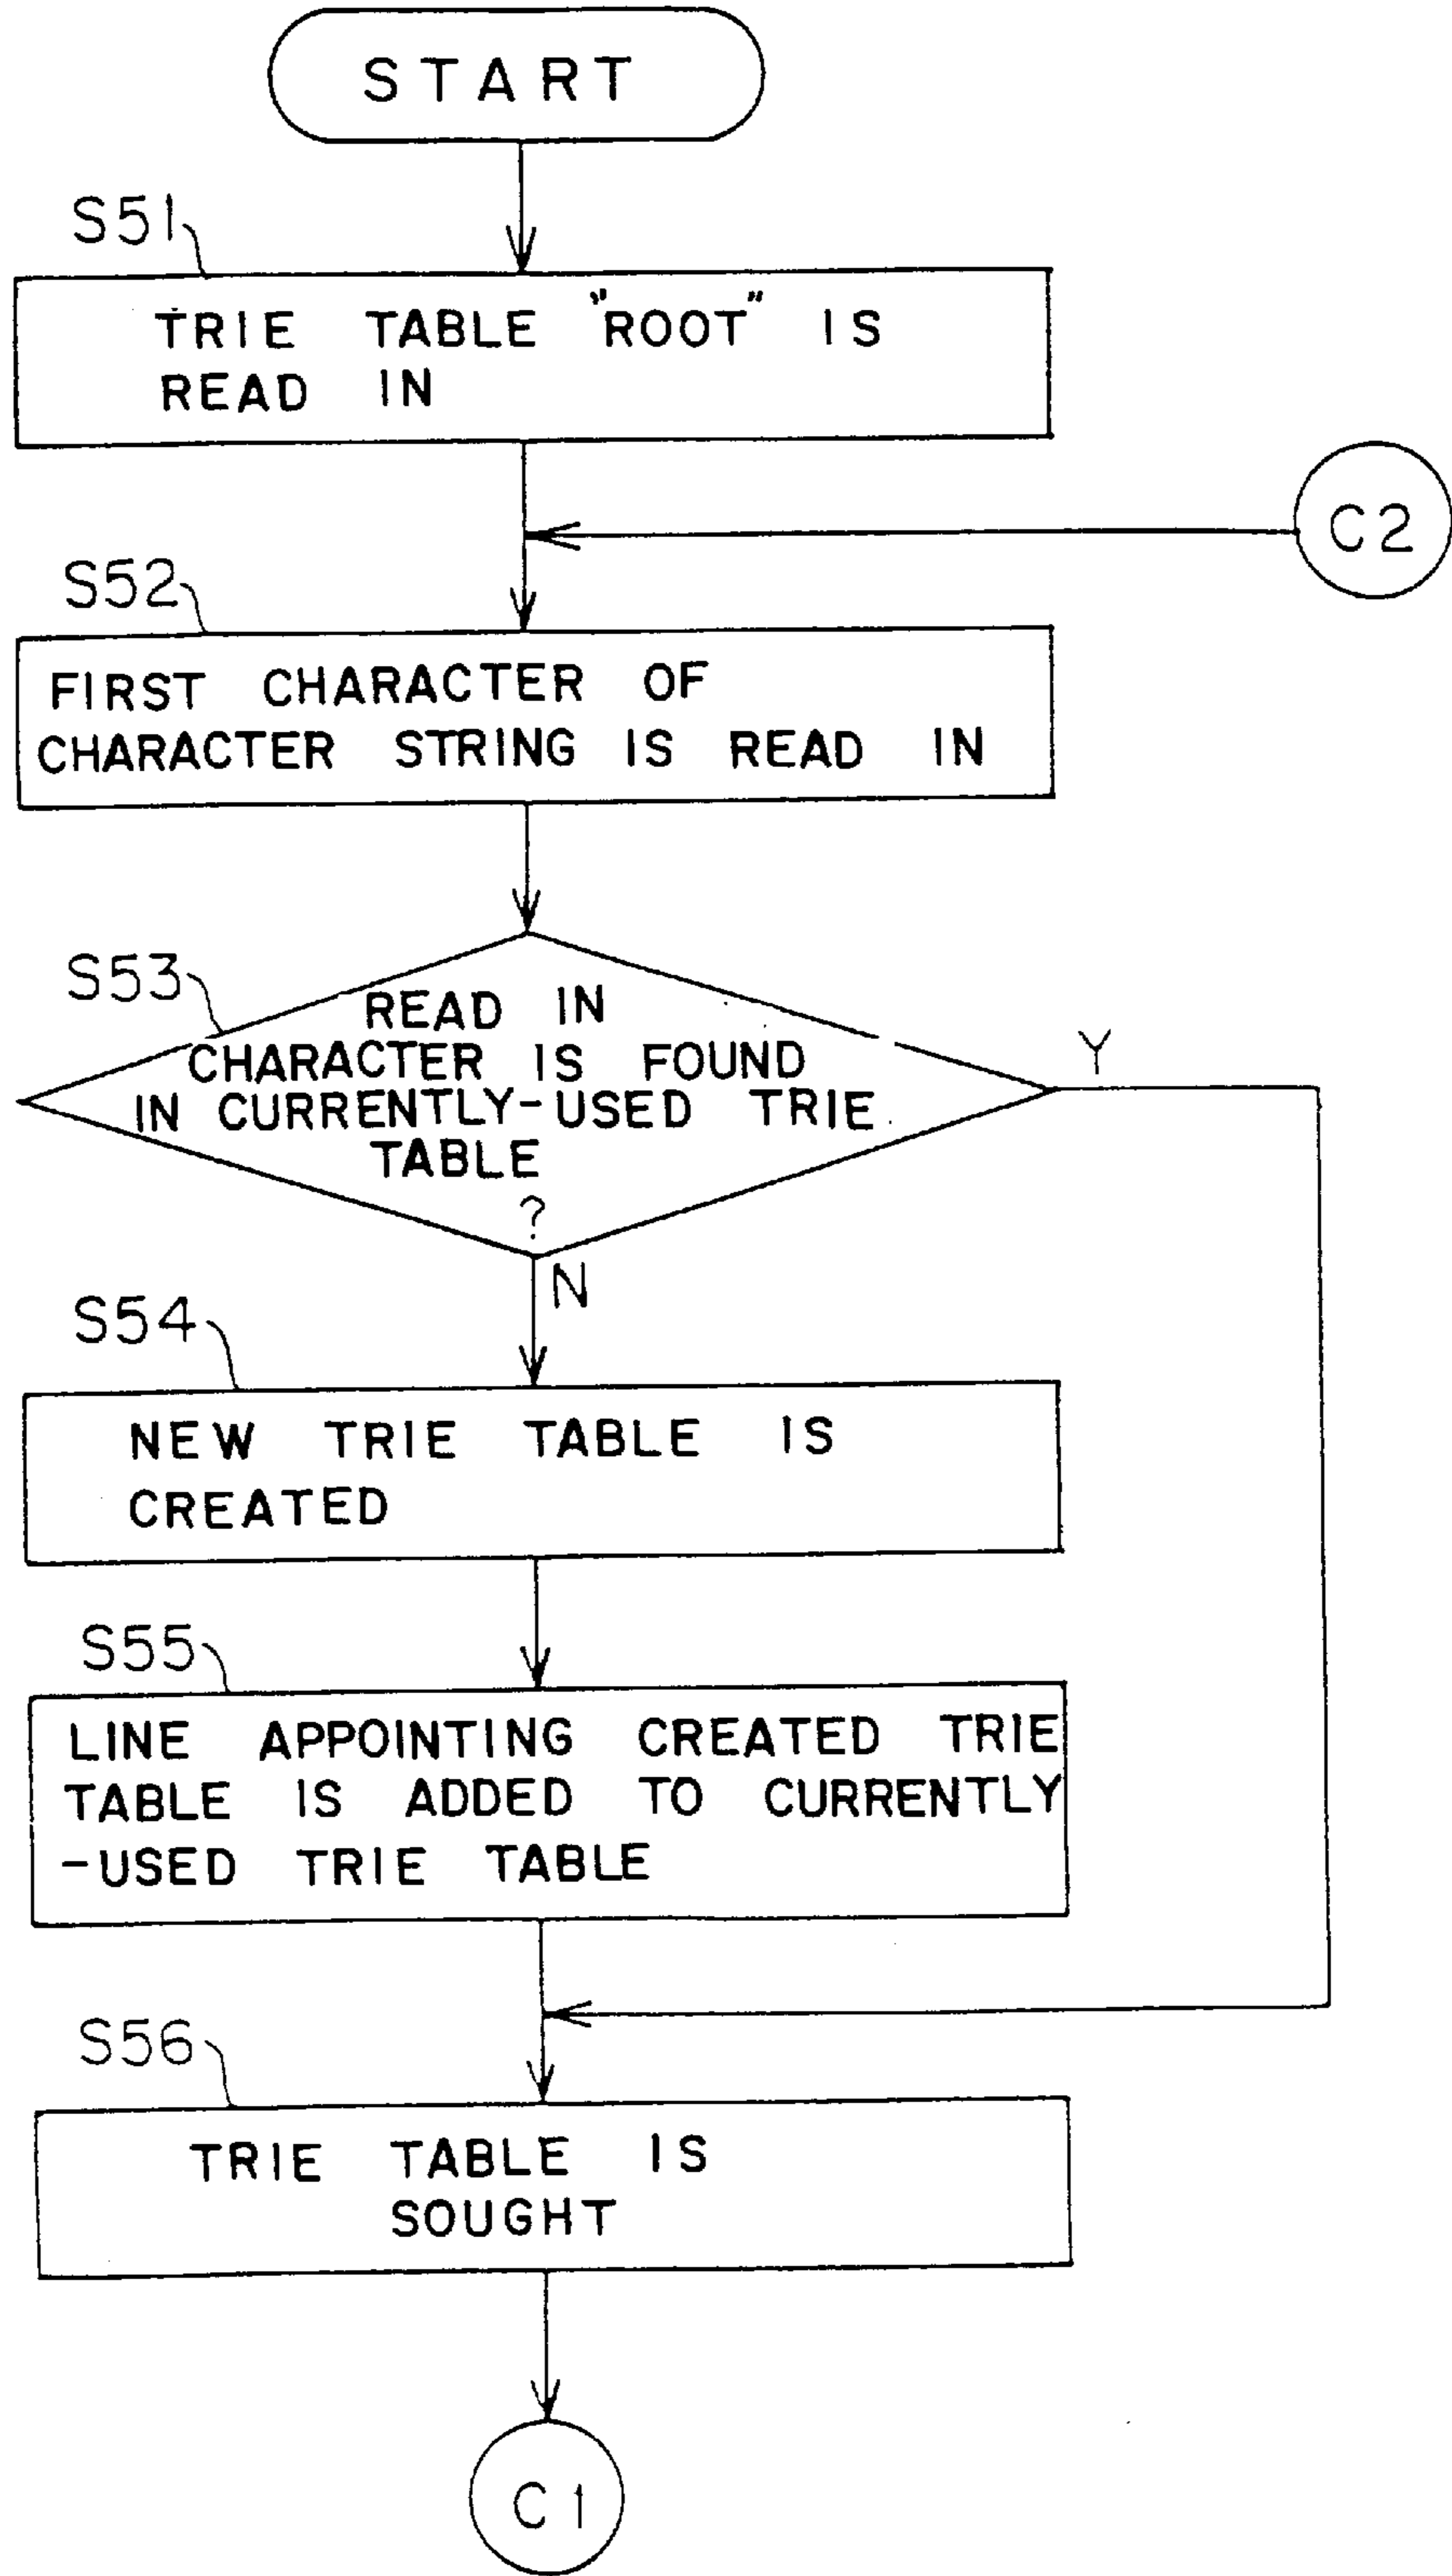 START
S51
TRIE TABLE "ROOT" IS
READ IN
C2
S52
FIRST CHARACTER OF
CHARACTER STRING IS READ IN
S53
READ IN
CHARACTER IS FOUND
IN CURRENTLY-USED TRIE
TABLE
?
Y
N
S54
NEW TRIE TABLE IS
CREATED
S55
LINE APPOINTING CREATED TRIE
TABLE IS ADDED TO CURRENTLY
-USED TRIE TABLE
S56
TRIE TABLE IS
SOUGHT
C1